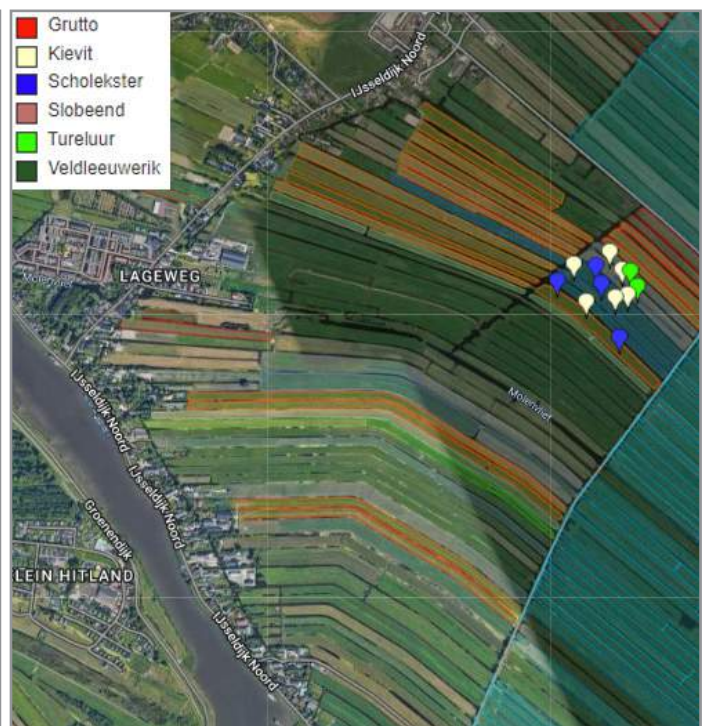 Grutto
Kievit
Scholekster
Slobeend
Tureluur
Veldleeuwerik
IJsseldijk Noord
LAGEWEG
Molenvliet
IJsseldijk Noord
Molenvliet
IJsseldijk Noord
Groenendijk
LEIN HITLAND
IJsseldijk Noord